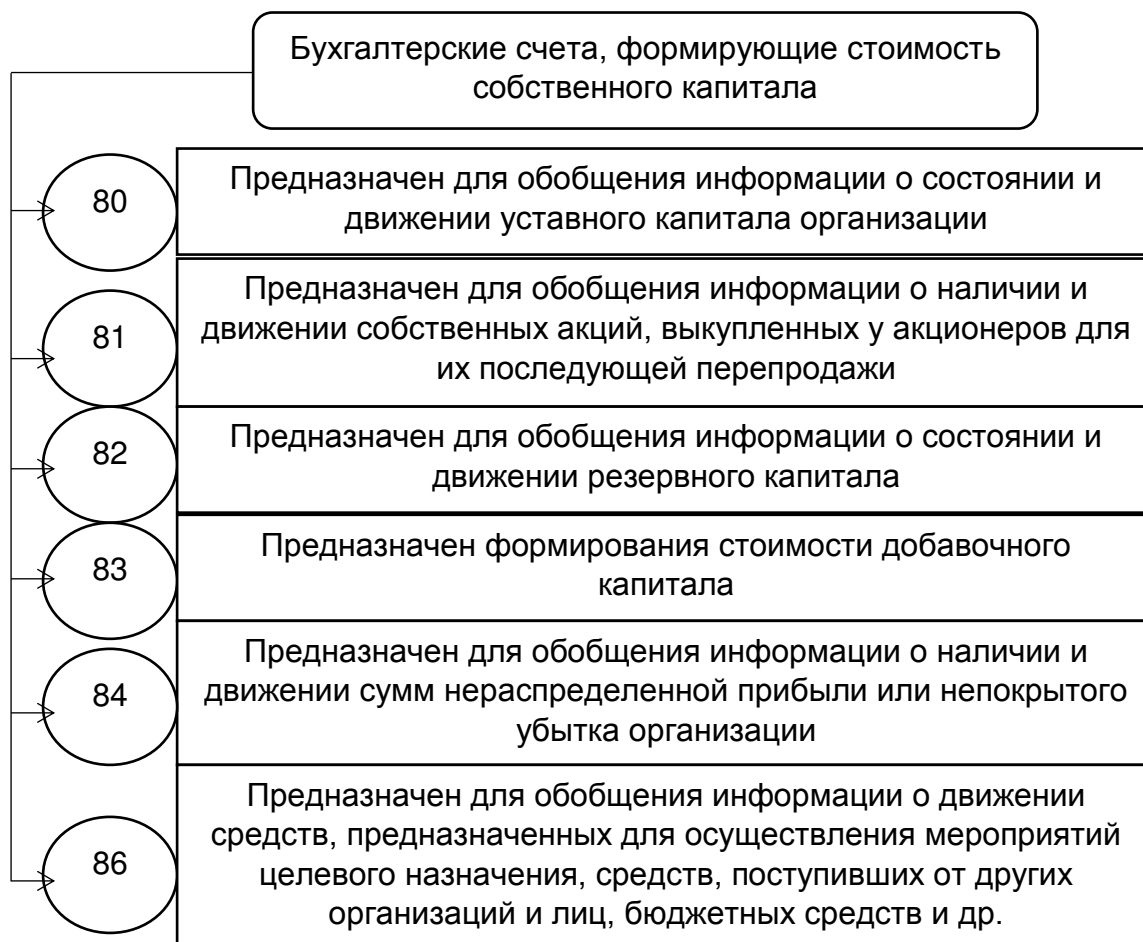 Бухгалтерские счета, формирующие стоимость
собственного капитала
80
Предназначен для обобщения информации о состоянии и
движении уставного капитала организации
81
Предназначен для обобщения информации о наличии и
движении собственных акций, выкупленных у акционеров для
их последующей перепродажи
82
Предназначен для обобщения информации о состоянии и
движении резервного капитала
83
Предназначен формирования стоимости добавочного
капитала
84
Предназначен для обобщения информации о наличии и
движении сумм нераспределенной прибыли или непокрытого
убытка организации
86
Предназначен для обобщения информации о движении
средств, предназначенных для осуществления мероприятий
целевого назначения, средств, поступивших от других
организаций и лиц, бюджетных средств и др.